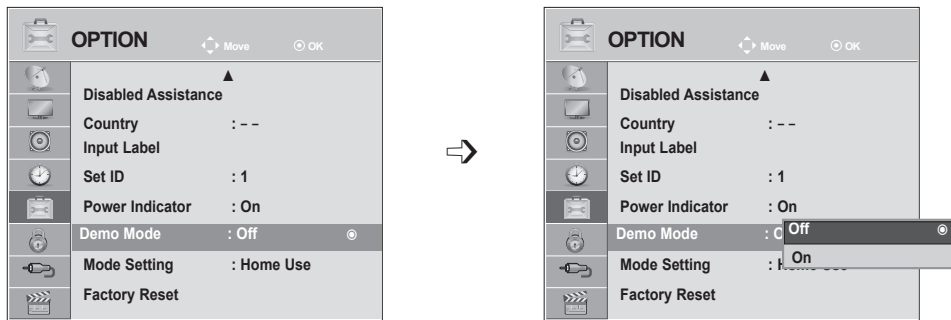 OPTION Move OK
Disabled Assistance
Country : – –
Input Label
Set ID : 1
Power Indicator : On
Demo Mode : Off
Mode Setting : Home Use
Factory Reset
OPTION Move OK
Disabled Assistance
Country : – –
Input Label
Set ID : 1
Power Indicator : On
Demo Mode : Off
On
Mode Setting :
Factory Reset